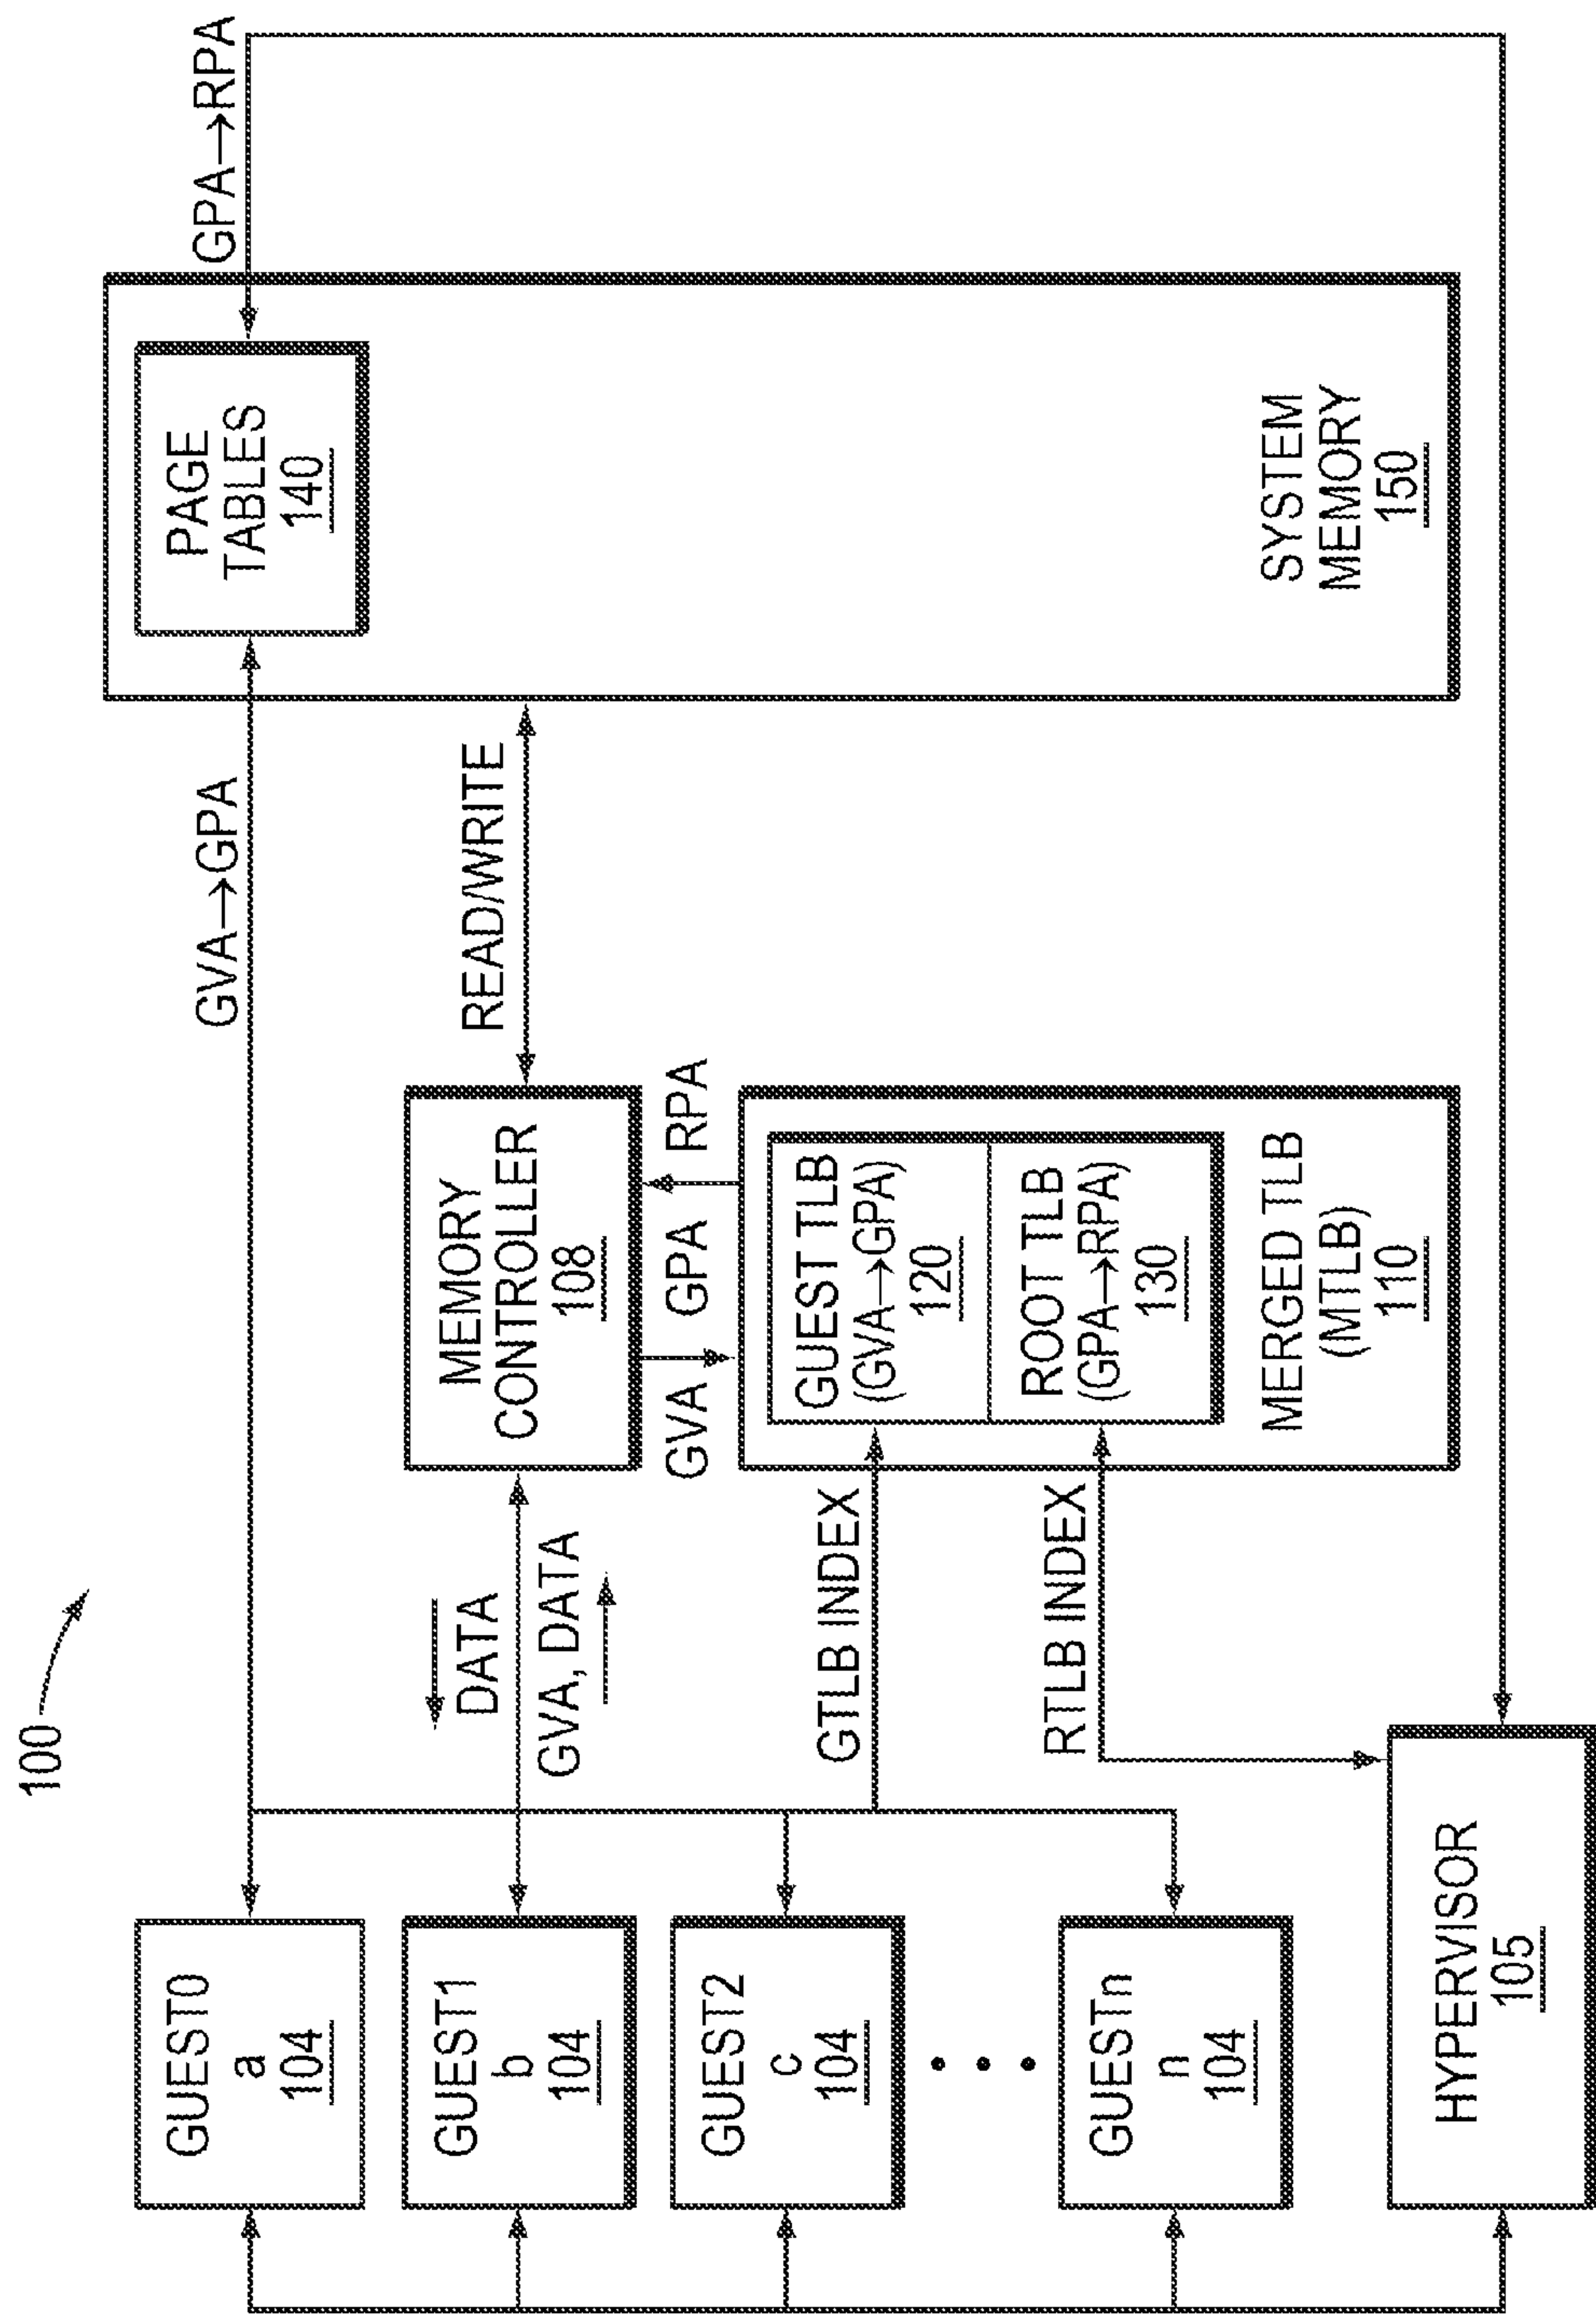 100
GUEST0
a
104
GUEST1
b
104
GUEST2
c
104
GUESTn
n
104
HYPERVISOR
105
DATA
GVA, DATA
GTLB INDEX
RTLB INDEX
MEMORY
CONTROLLER
108
GVA
GPA
RPA
GUEST TLB
(GVA→GPA)
120
ROOT TLB
(GPA→RPA)
130
MERGED TLB
(MTLB)
110
GVA→GPA
READ/WRITE
PAGE
TABLES
140
SYSTEM
MEMORY
150
GPA→RPA